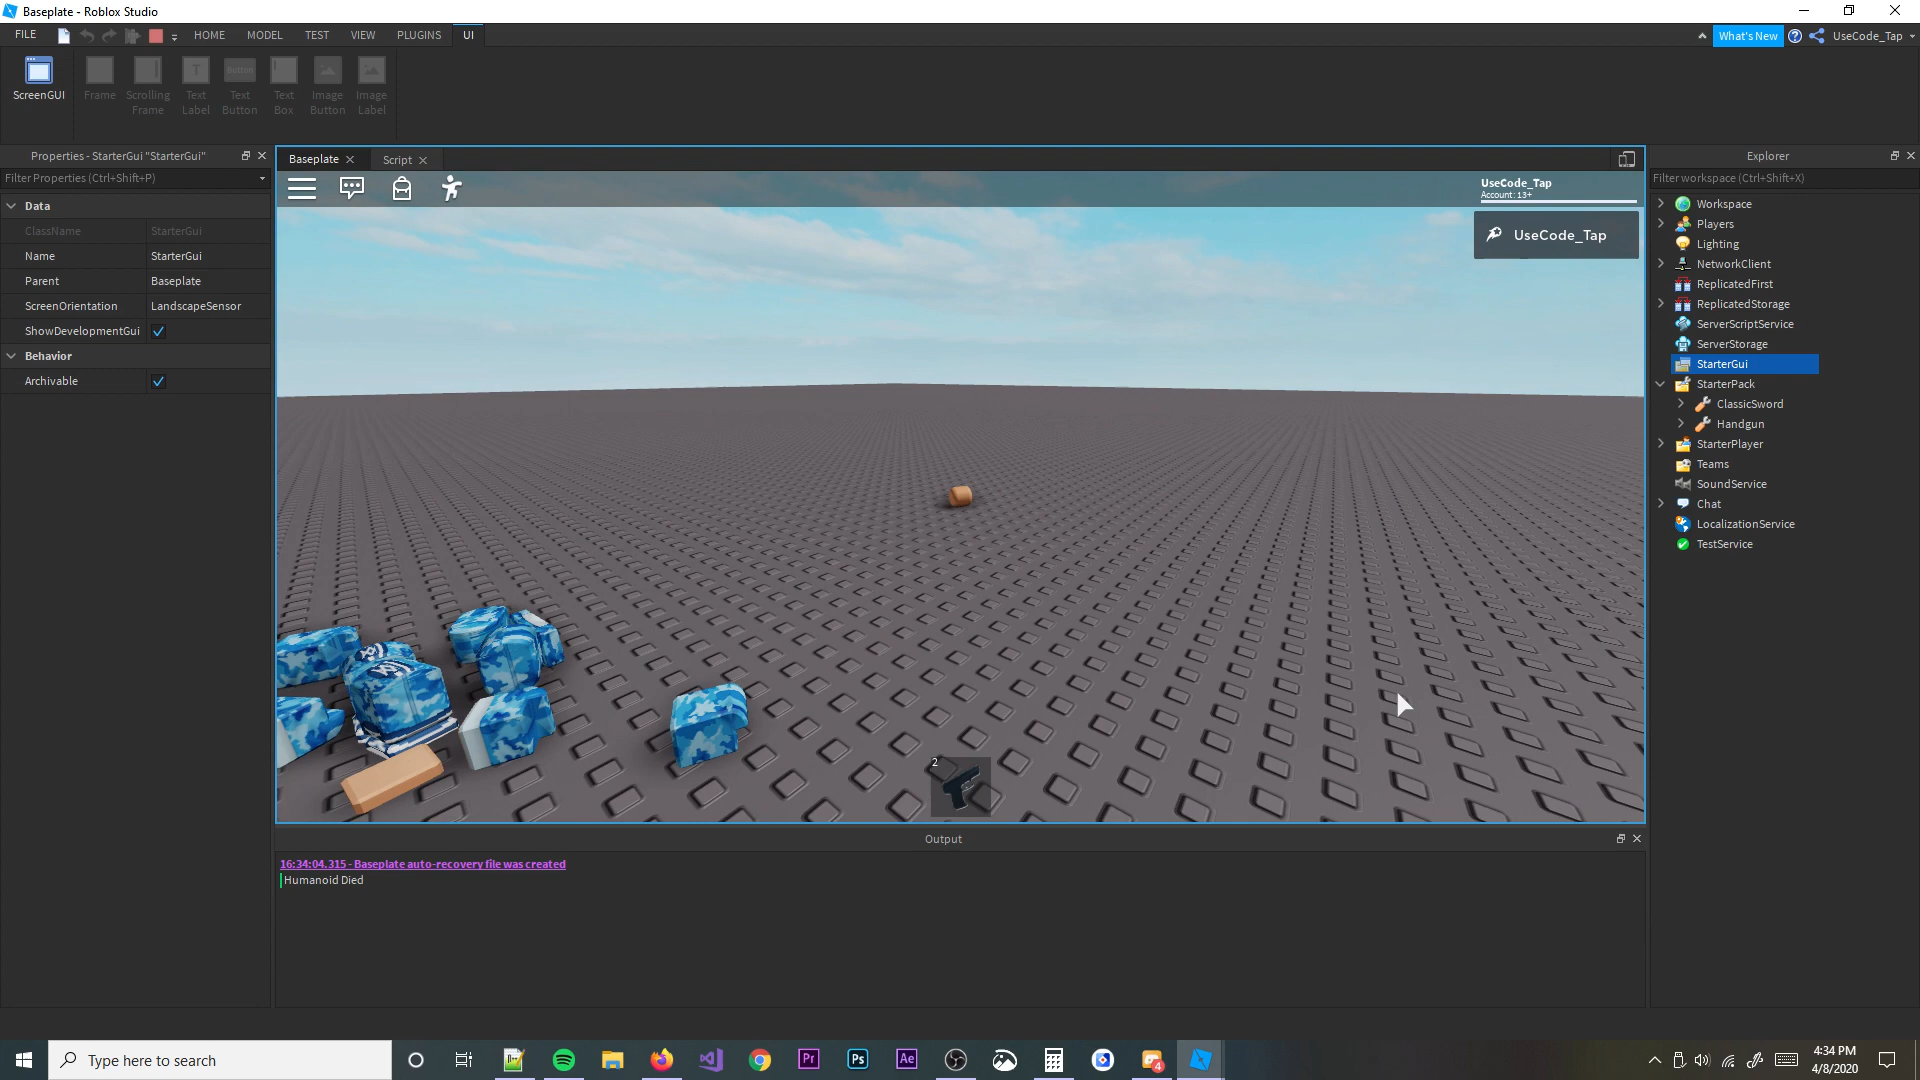 Baseplate - Roblox Studio
FILE
HOME
MODEL
TEST
VIEW
PLUGINS
UI
What's New
UseCode_Tap
ScreenGUI
Frame
Scrolling Frame
Text Label
Text Button
Text Box
Image Button
Image Label
Properties - StarterGui "StarterGui"
Filter Properties (Ctrl+Shift+P)
Data
ClassName StarterGui
Name StarterGui
Parent Baseplate
ScreenOrientation LandscapeSensor
ShowDevelopmentGui
Behavior
Archivable
Baseplate
Script
UseCode_Tap
Account: 13+
UseCode_Tap
2
Output
16:34:04.315 - Baseplate auto-recovery file was created
Humanoid Died
Explorer
Filter workspace (Ctrl+Shift+X)
Workspace
Players
Lighting
NetworkClient
ReplicatedFirst
ReplicatedStorage
ServerScriptService
ServerStorage
StarterGui
StarterPack
ClassicSword
Handgun
StarterPlayer
Teams
SoundService
Chat
LocalizationService
TestService
Type here to search
Pr
Ps
Ae
4
4:34 PM
4/8/2020